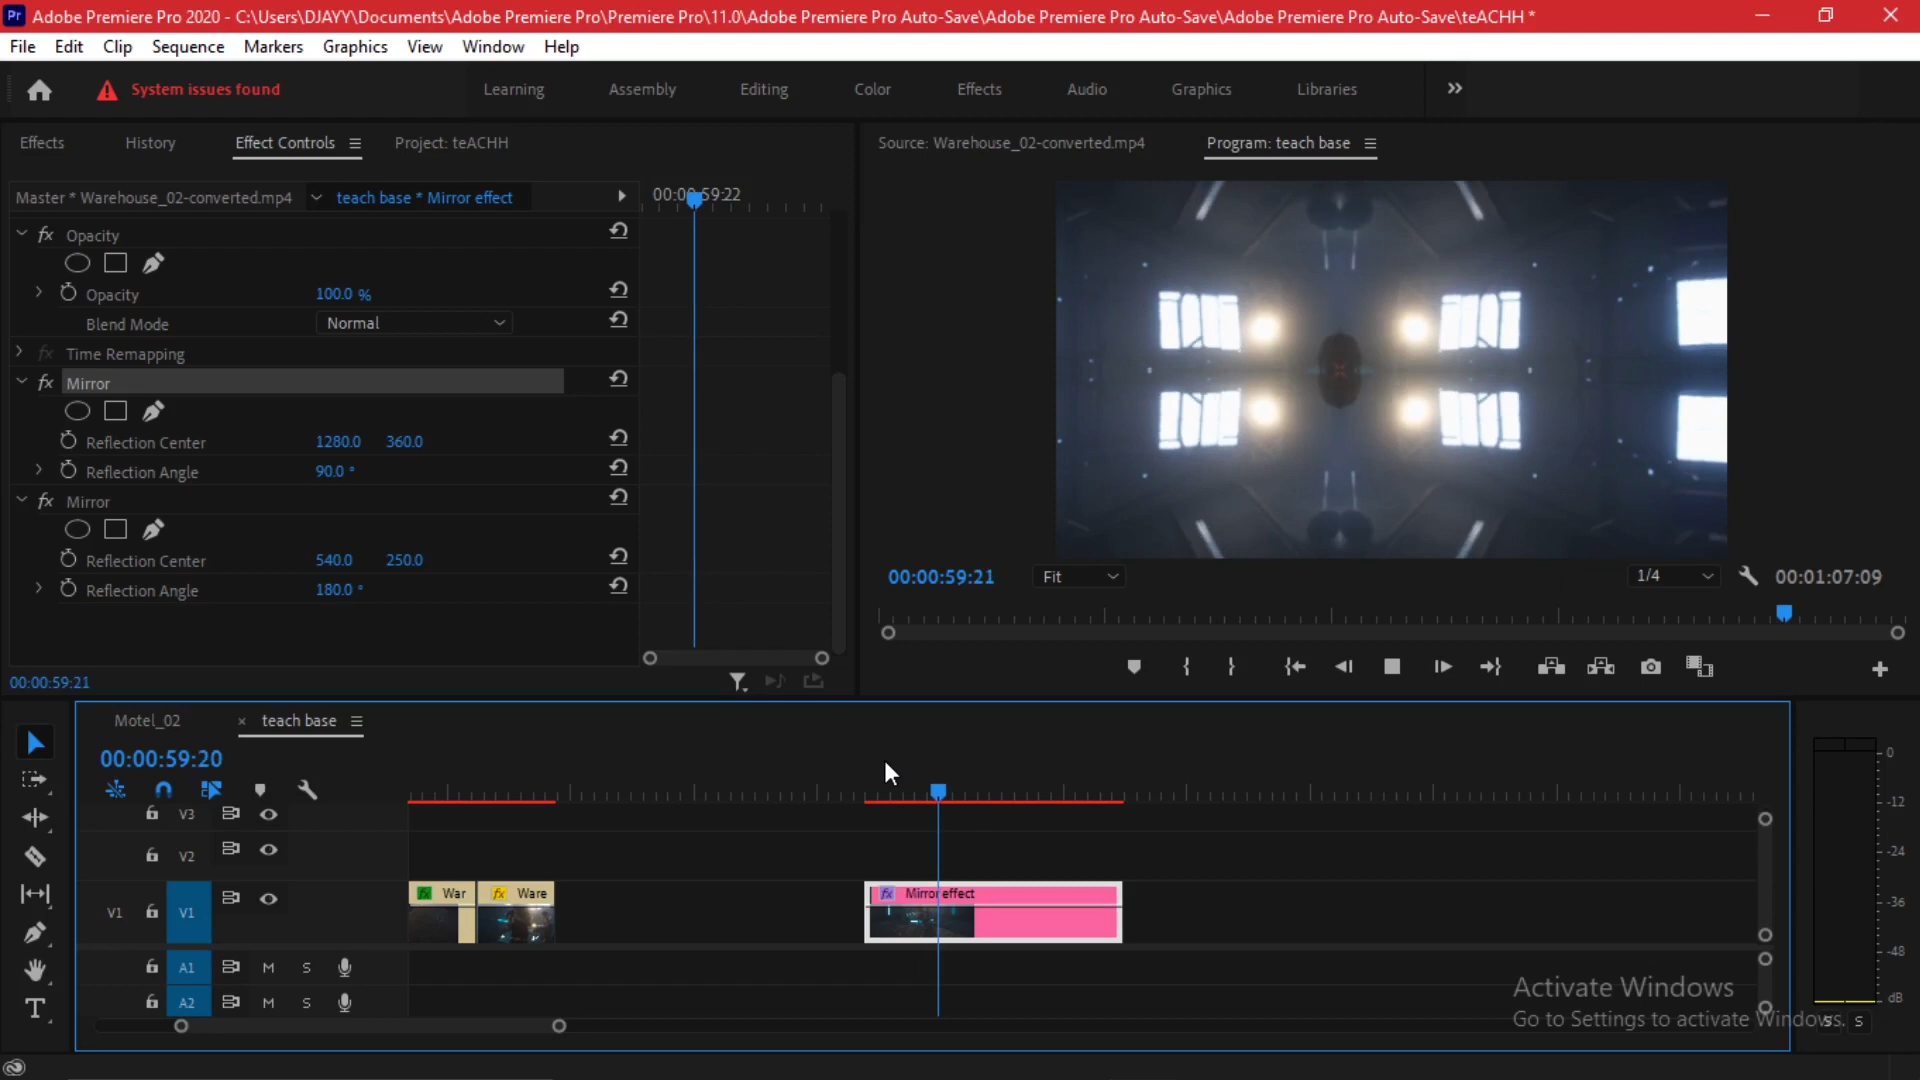 Pr Adobe Premiere Pro 2020 - C:\Users\DJAYY\Documents\Adobe Premiere Pro\Premiere Pro\11.0\Adobe Premiere Pro Auto-Save\Adobe Premiere Pro Auto-Save\Adobe Premiere Pro Auto-Save\teACHH *
File Edit Clip Sequence Markers Graphics View Window Help
System issues found Learning Assembly Editing Color Effects Audio Graphics Libraries
Effects History Effect Controls Project: teACHH
Source: Warehouse_02-converted.mp4 Program: teach base
Master * Warehouse_02-converted.mp4 teach base * Mirror effect 00:00:59:22
fx Opacity
Opacity 100.0 %
Blend Mode Normal
fx Time Remapping
fx Mirror
Reflection Center 1280.0 360.0
Reflection Angle 90.0 °
fx Mirror
Reflection Center 540.0 250.0
Reflection Angle 180.0 °
00:00:59:21
00:00:59:21 Fit 1/4 00:01:07:09
Motel_02 × teach base
00:00:59:20
V3
V2
V1 V1
fx War fx Ware fx Mirror effect
A1 M S
A2 M S
0
-12
-24
-36
-48
dB
S S
Activate Windows
Go to Settings to activate Windows.